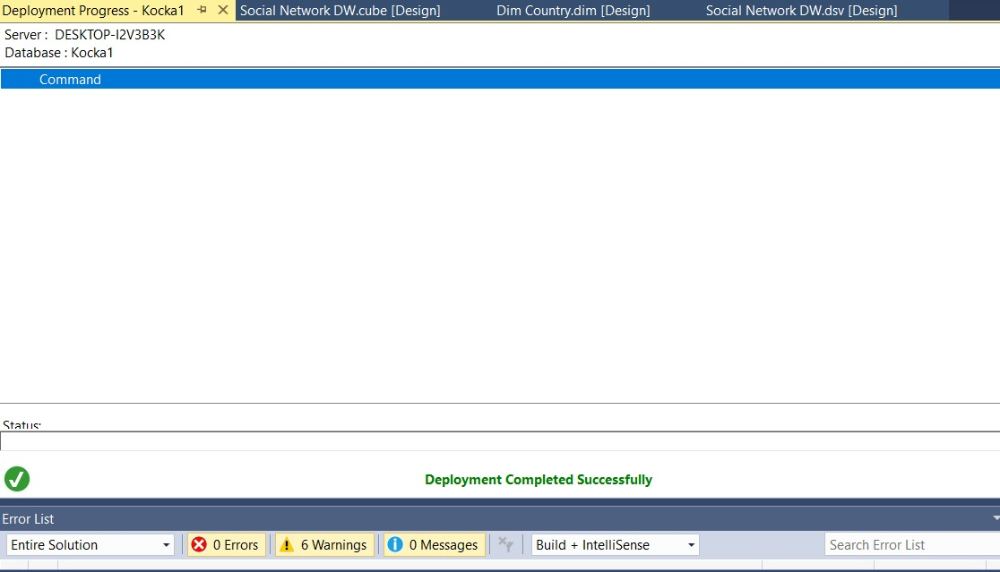 Deployment Progress - Kocka1 Social Network DW.cube [Design] Dim Country.dim [Design] Social Network DW.dsv [Design]
Server : DESKTOP-I2V3B3K
Database : Kocka1
Command
Status:
Deployment Completed Successfully
Error List
Entire Solution 0 Errors 6 Warnings 0 Messages Build + IntelliSense Search Error List